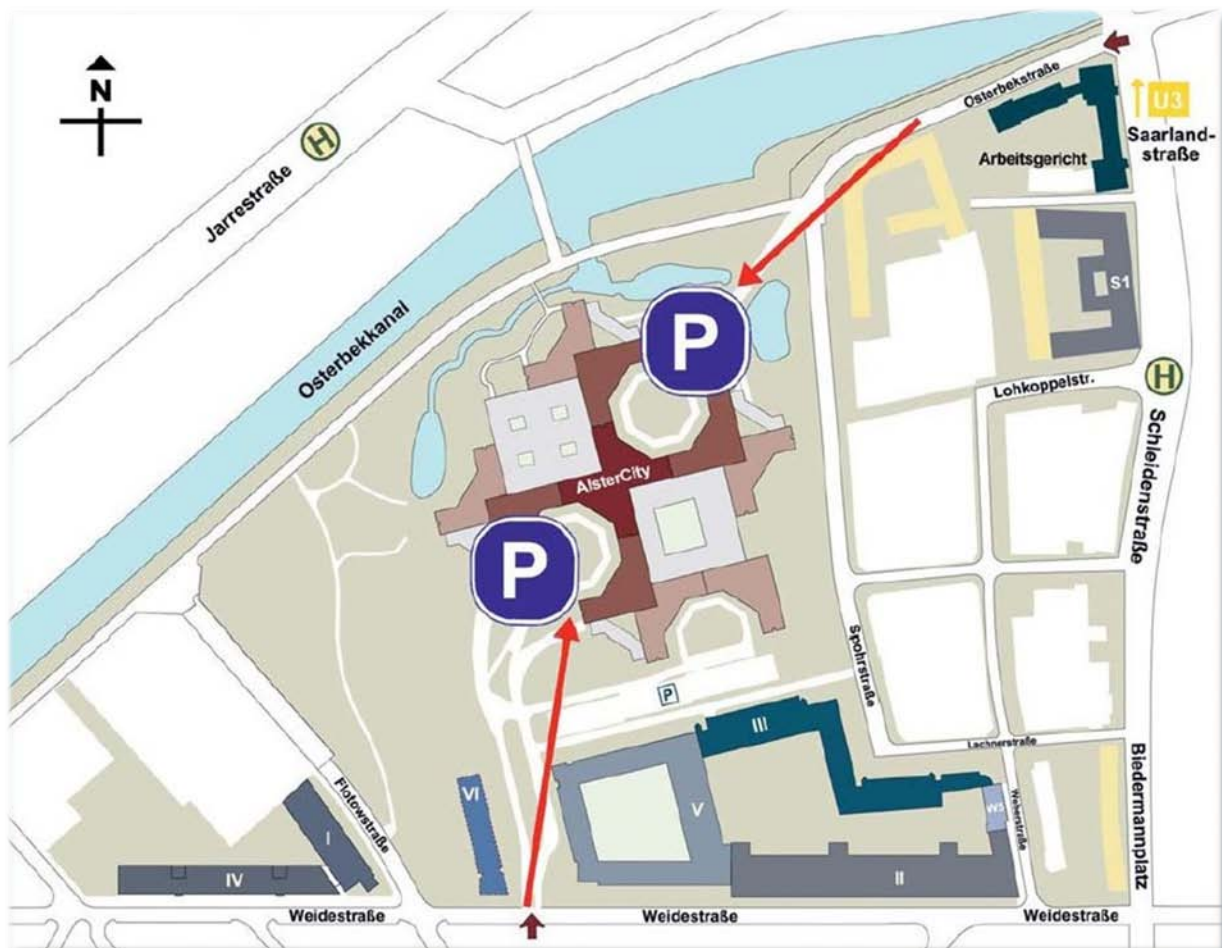 N
H
Jarrestraße
Osterbekkanal
Osterbekstraße
U3
Saarland-
straße
Arbeitsgericht
S1
P
Lohkoppelstr.
H
Schleidenstraße
AlsterCity
P
P
Spohrstraße
III
Lachnerstraße
Biedermannplatz
Flotowstraße
VI
V
Weberstraße
I
IV
II
Weidestraße
Weidestraße
Weidestraße